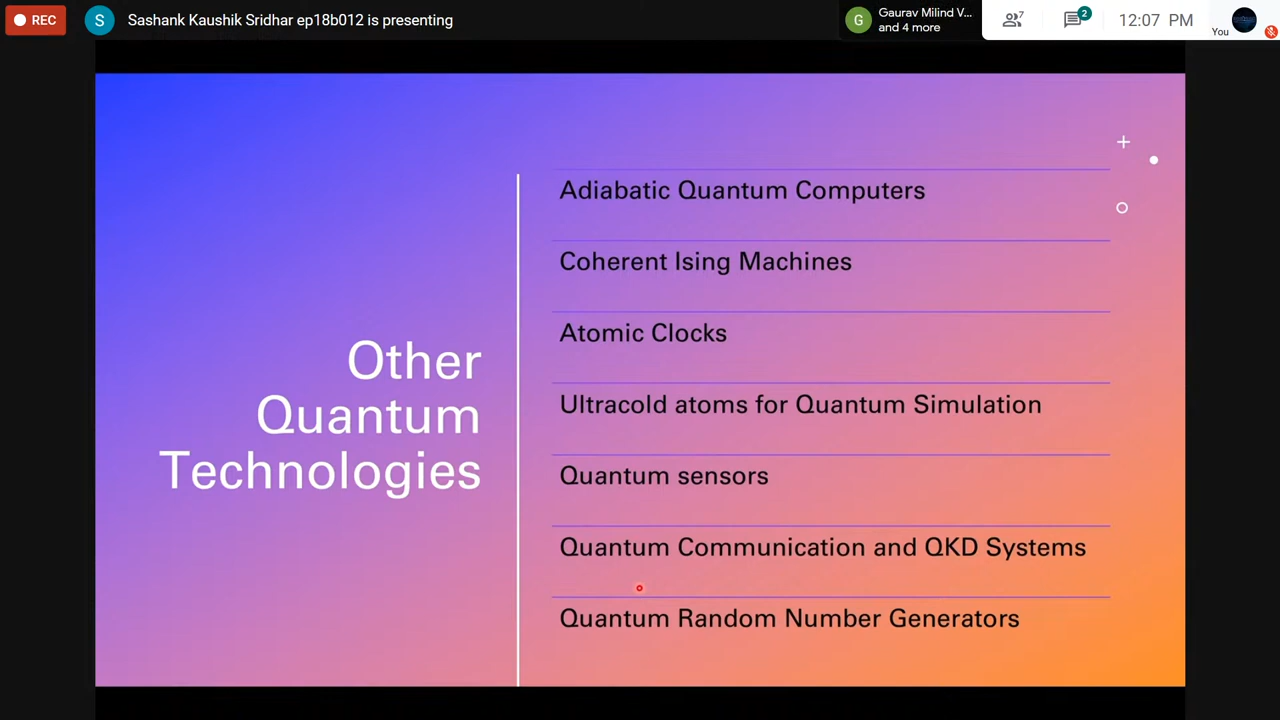 REC
S
Sashank Kaushik Sridhar ep18b012 is presenting
G
Gaurav Milind V...
and 4 more
7
2
12:07 PM
You
Other
Quantum
Technologies
Adiabatic Quantum Computers
Coherent Ising Machines
Atomic Clocks
Ultracold atoms for Quantum Simulation
Quantum sensors
Quantum Communication and QKD Systems
Quantum Random Number Generators